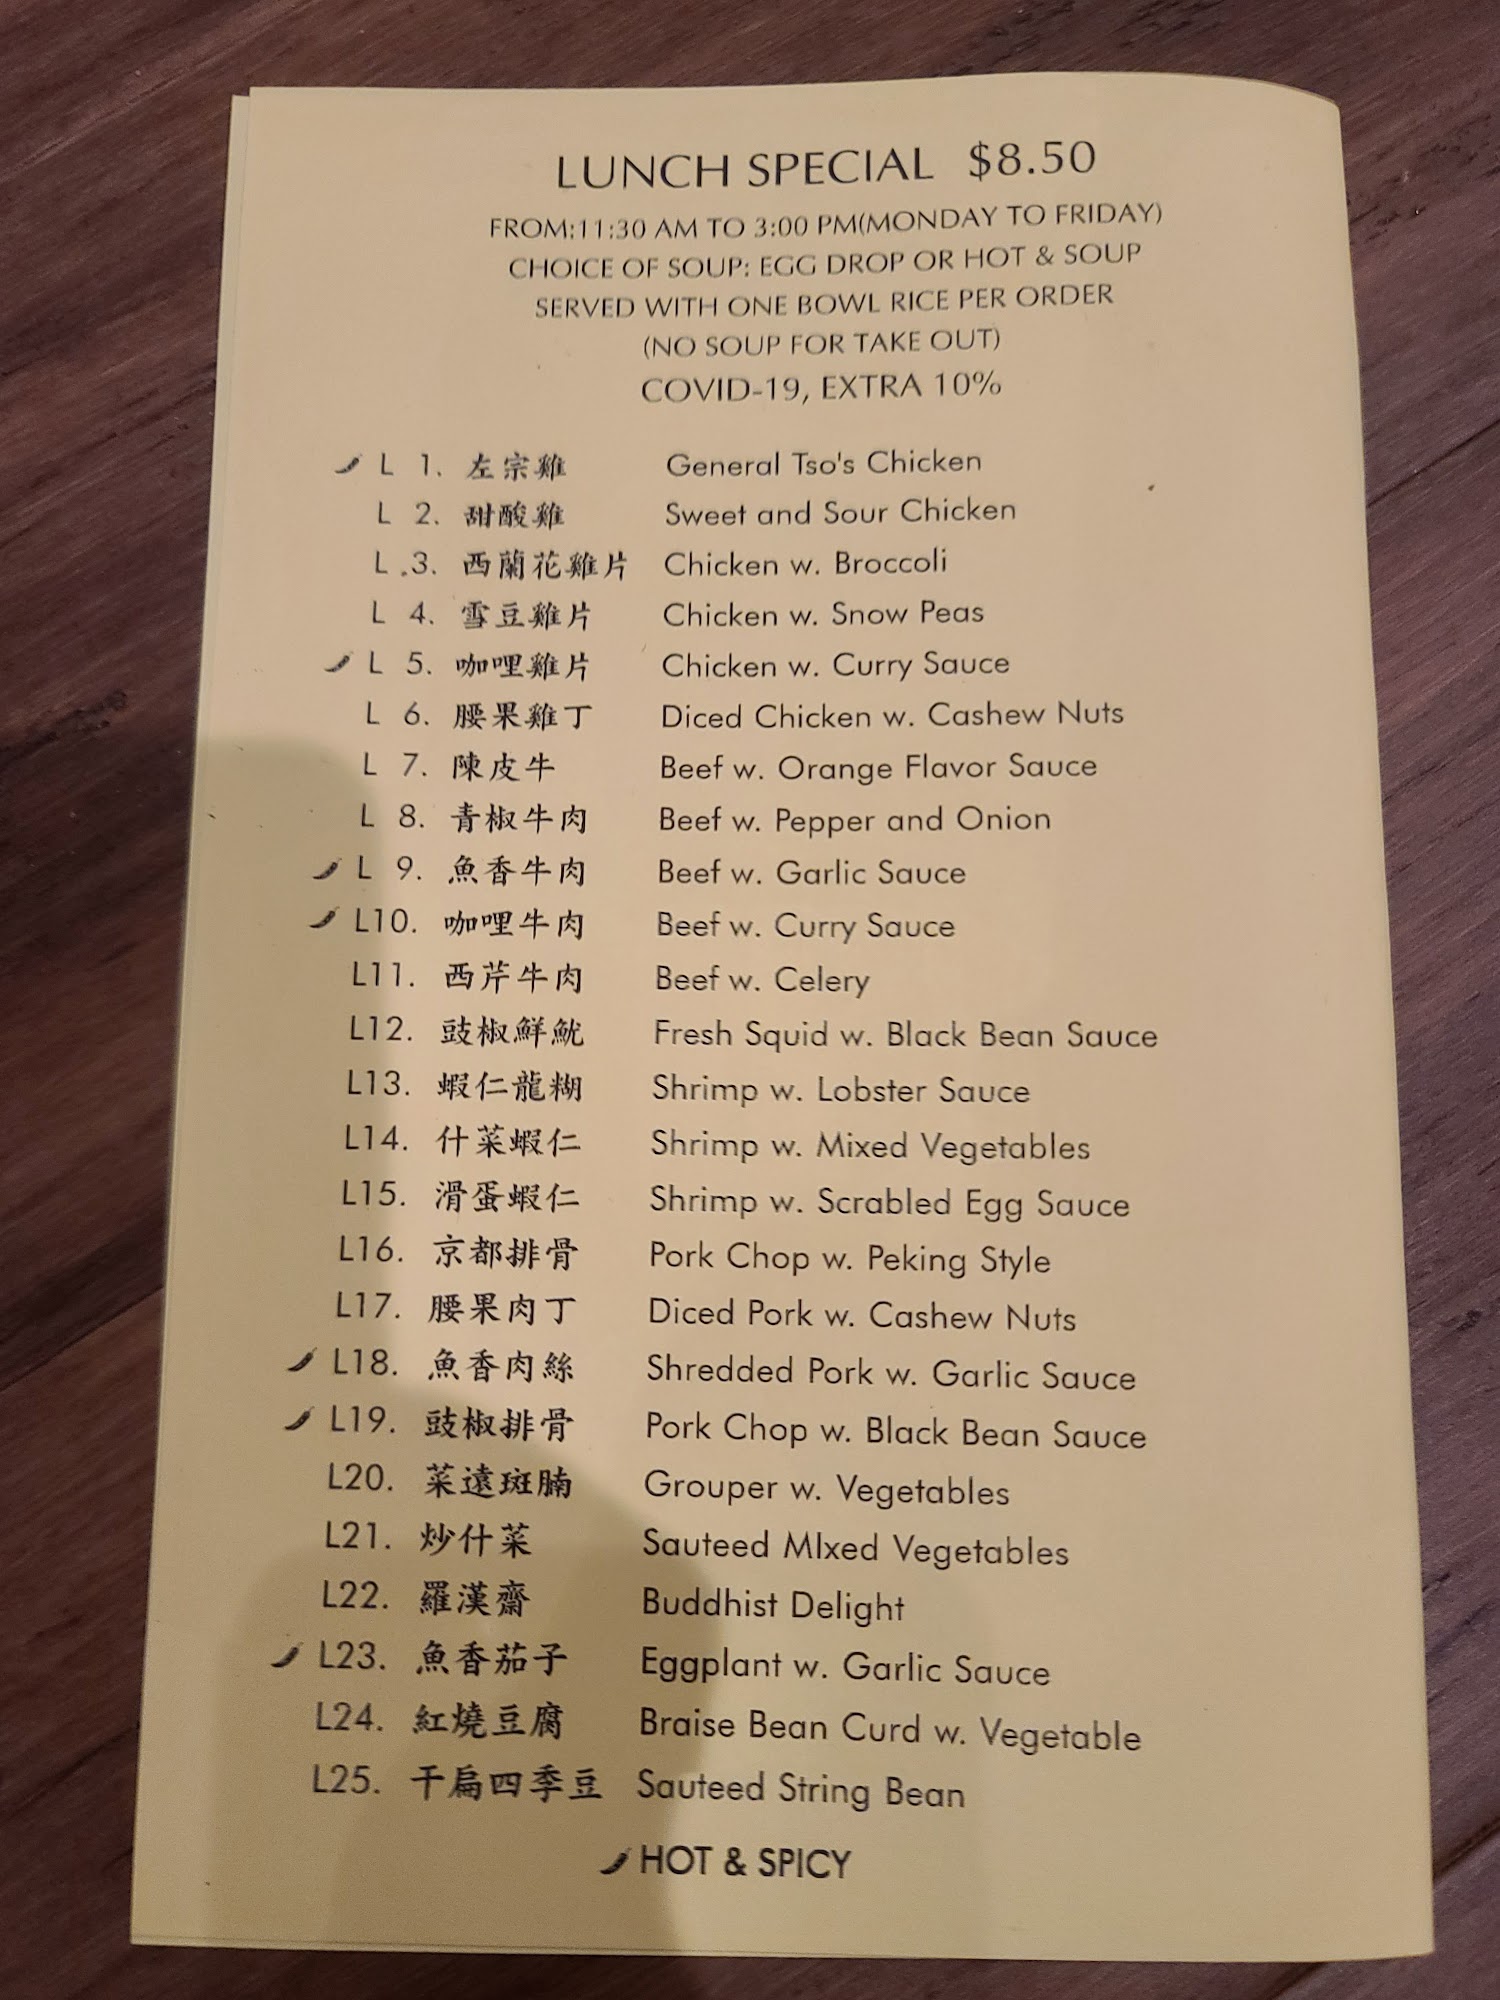 LUNCH SPECIAL $8.50
FROM:11:30 AM TO 3:00 PM(MONDAY TO FRIDAY)
CHOICE OF SOUP: EGG DROP OR HOT & SOUP
SERVED WITH ONE BOWL RICE PER ORDER
(NO SOUP FOR TAKE OUT)
COVID-19, EXTRA 10%
L 1. 左宗雞 General Tso's Chicken
L 2. 甜酸雞 Sweet and Sour Chicken
L .3. 西蘭花雞片 Chicken w. Broccoli
L 4. 雪豆雞片 Chicken w. Snow Peas
L 5. 咖哩雞片 Chicken w. Curry Sauce
L 6. 腰果雞丁 Diced Chicken w. Cashew Nuts
L 7. 陳皮牛 Beef w. Orange Flavor Sauce
L 8. 青椒牛肉 Beef w. Pepper and Onion
L 9. 魚香牛肉 Beef w. Garlic Sauce
L10. 咖哩牛肉 Beef w. Curry Sauce
L11. 西芹牛肉 Beef w. Celery
L12. 豉椒鮮魷 Fresh Squid w. Black Bean Sauce
L13. 蝦仁龍糊 Shrimp w. Lobster Sauce
L14. 什菜蝦仁 Shrimp w. Mixed Vegetables
L15. 滑蛋蝦仁 Shrimp w. Scrabled Egg Sauce
L16. 京都排骨 Pork Chop w. Peking Style
L17. 腰果肉丁 Diced Pork w. Cashew Nuts
L18. 魚香肉絲 Shredded Pork w. Garlic Sauce
L19. 豉椒排骨 Pork Chop w. Black Bean Sauce
L20. 菜遠斑腩 Grouper w. Vegetables
L21. 炒什菜 Sauteed MIxed Vegetables
L22. 羅漢齋 Buddhist Delight
L23. 魚香茄子 Eggplant w. Garlic Sauce
L24. 紅燒豆腐 Braise Bean Curd w. Vegetable
L25. 干扁四季豆 Sauteed String Bean
HOT & SPICY